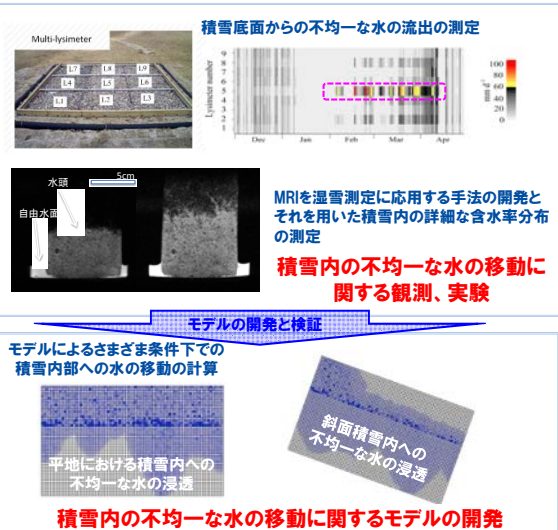 積雪底面からの不均一な水の流出の測定
Multi-lysimeter
L7 L8 L9
L4 L5 L6
L1 L2 L3
Lysimeter number
9
8
7
6
5
4
3
2
1
Dec Jan Feb Mar Apr
100
80
60
40
20
0
mm d⁻¹
水頭
5cm
自由水面
MRIを湿雪測定に応用する手法の開発と
それを用いた積雪内の詳細な含水率分布
の測定
積雪内の不均一な水の移動に
関する観測、実験
モデルの開発と検証
モデルによるさまざま条件下での
積雪内部への水の移動の計算
平地における積雪内への
不均一な水の浸透
斜面積雪内への
不均一な水の浸透
積雪内の不均一な水の移動に関するモデルの開発